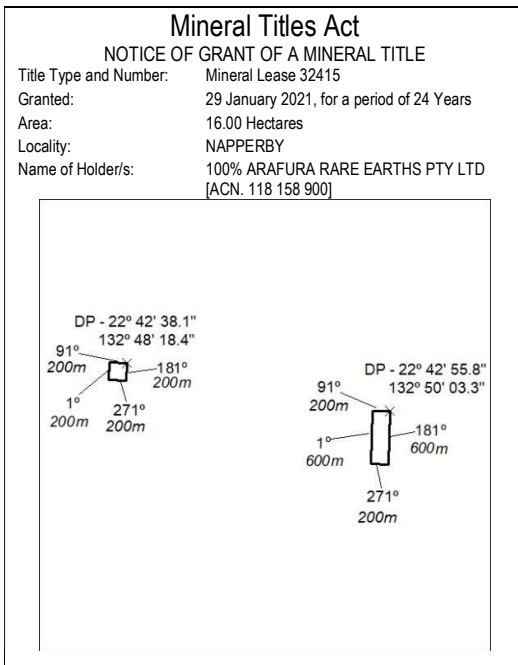 Mineral Titles Act
NOTICE OF GRANT OF A MINERAL TITLE
Title Type and Number: Mineral Lease 32415
Granted: 29 January 2021, for a period of 24 Years
Area: 16.00 Hectares
Locality: NAPPERBY
Name of Holder/s: 100% ARAFURA RARE EARTHS PTY LTD
[ACN. 118 158 900]
DP - 22º 42' 38.1"
132º 48' 18.4"
91º
200m
181º
200m
1º
200m
271º
200m
DP - 22º 42' 55.8"
132º 50' 03.3"
91º
200m
181º
600m
1º
600m
271º
200m